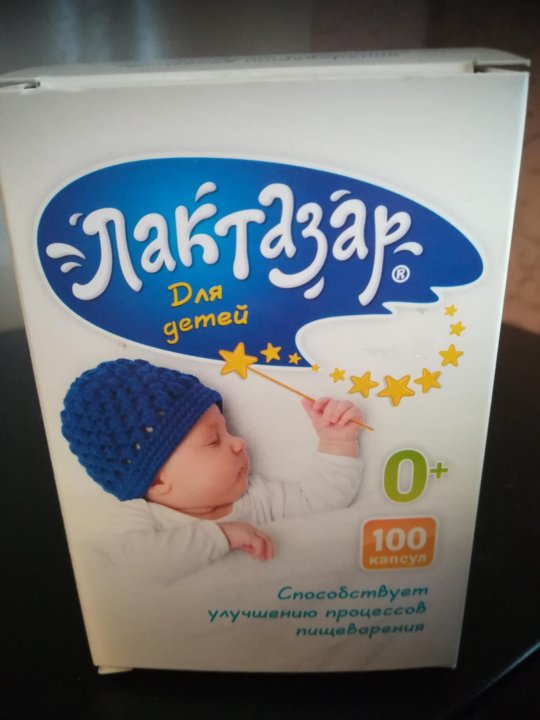 Лактазар®
Для
детей
0+
100
капсул
Способствует
улучшению процессов
пищеварения